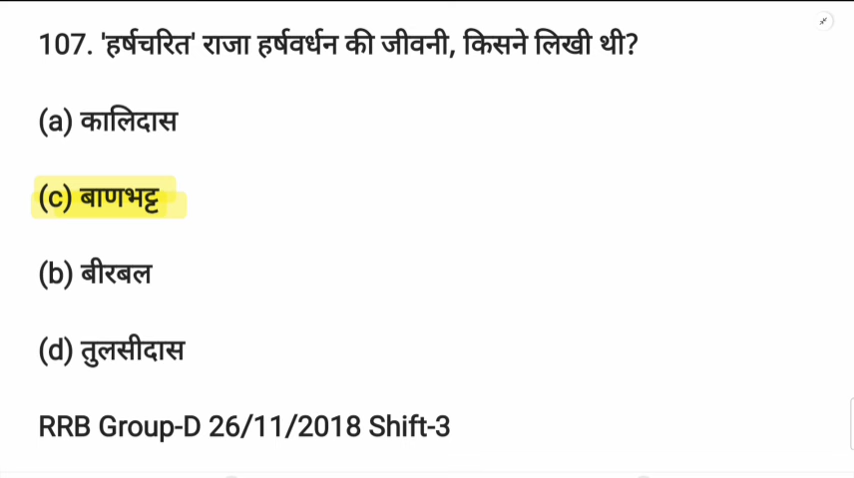 107. 'हर्षचरित' राजा हर्षवर्धन की जीवनी, किसने लिखी थी?
(a) कालिदास
(c) बाणभट्ट
(b) बीरबल
(d) तुलसीदास
RRB Group-D 26/11/2018 Shift-3